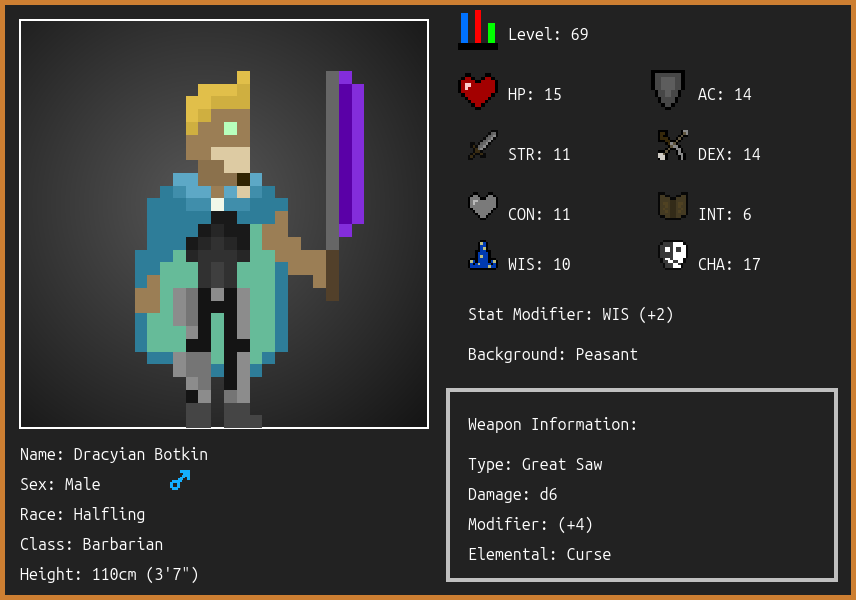 Level: 69
HP: 15
AC: 14
STR: 11
DEX: 14
CON: 11
INT: 6
WIS: 10
CHA: 17
Stat Modifier: WIS (+2)
Background: Peasant
Weapon Information:
Type: Great Saw
Damage: d6
Modifier: (+4)
Elemental: Curse
Name: Dracyian Botkin
Sex: Male
Race: Halfling
Class: Barbarian
Height: 110cm (3'7")